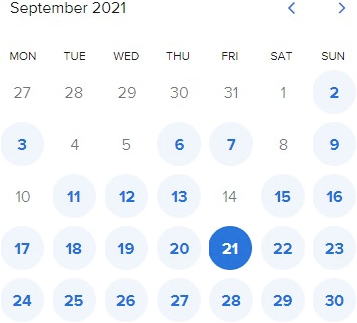 September 2021
MON TUE WED THU FRI SAT SUN
27 28 29 30 31 1 2
3 4 5 6 7 8 9
10 11 12 13 14 15 16
17 18 19 20 21 22 23
24 25 26 27 28 29 30